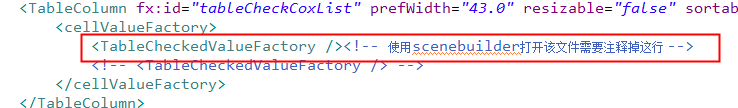 <TableColumn fx:id="tableCheckCoxList" prefWidth="43.0" resizable="false" sortab
<cellValueFactory>
<TableCheckedValueFactory /><!-- 使用scenebuilder打开该文件需要注释掉这行 -->
<!-- <TableCheckedValueFactory /> -->
</cellValueFactory>
</TableColumn>